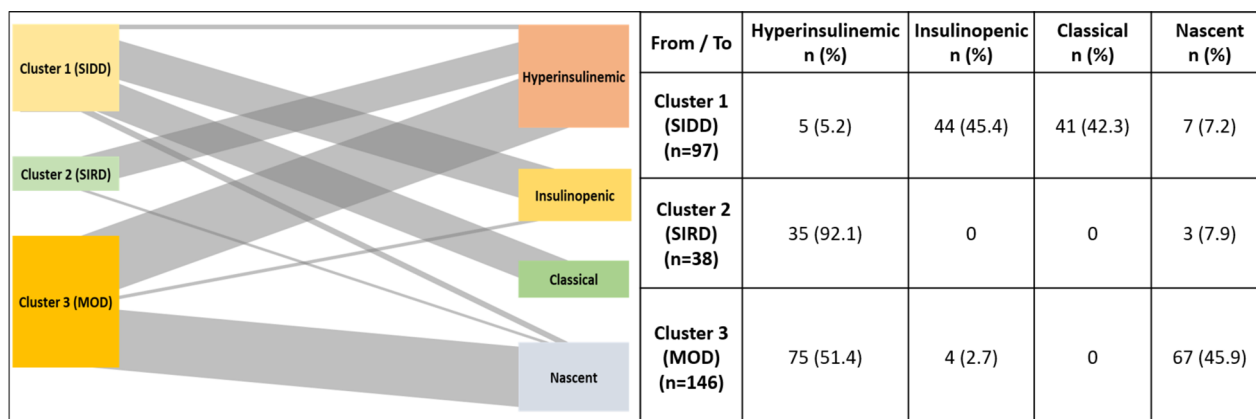 Cluster 1 (SIDD)
Cluster 2 (SIRD)
Cluster 3 (MOD)
Hyperinsulinemic
Insulinopenic
Classical
Nascent
From / To
Hyperinsulinemic
n (%)
Insulinopenic
n (%)
Classical
n (%)
Nascent
n (%)
Cluster 1
(SIDD)
(n=97)
5 (5.2)
44 (45.4)
41 (42.3)
7 (7.2)
Cluster 2
(SIRD)
(n=38)
35 (92.1)
0
0
3 (7.9)
Cluster 3
(MOD)
(n=146)
75 (51.4)
4 (2.7)
0
67 (45.9)